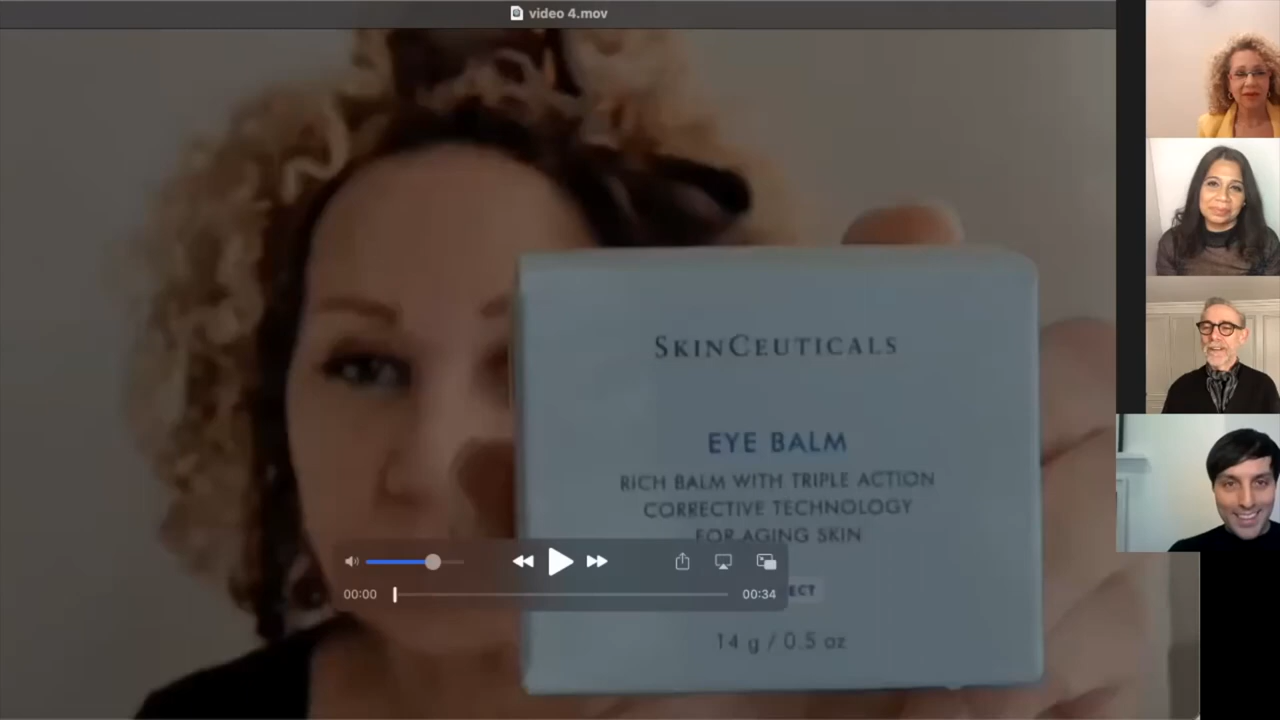 video 4.mov
SKINCEUTICALS
EYE BALM
RICH BALM WITH TRIPLE ACTION
CORRECTIVE TECHNOLOGY
FOR AGING SKIN
14 g / 0.5 oz
00:00
00:34